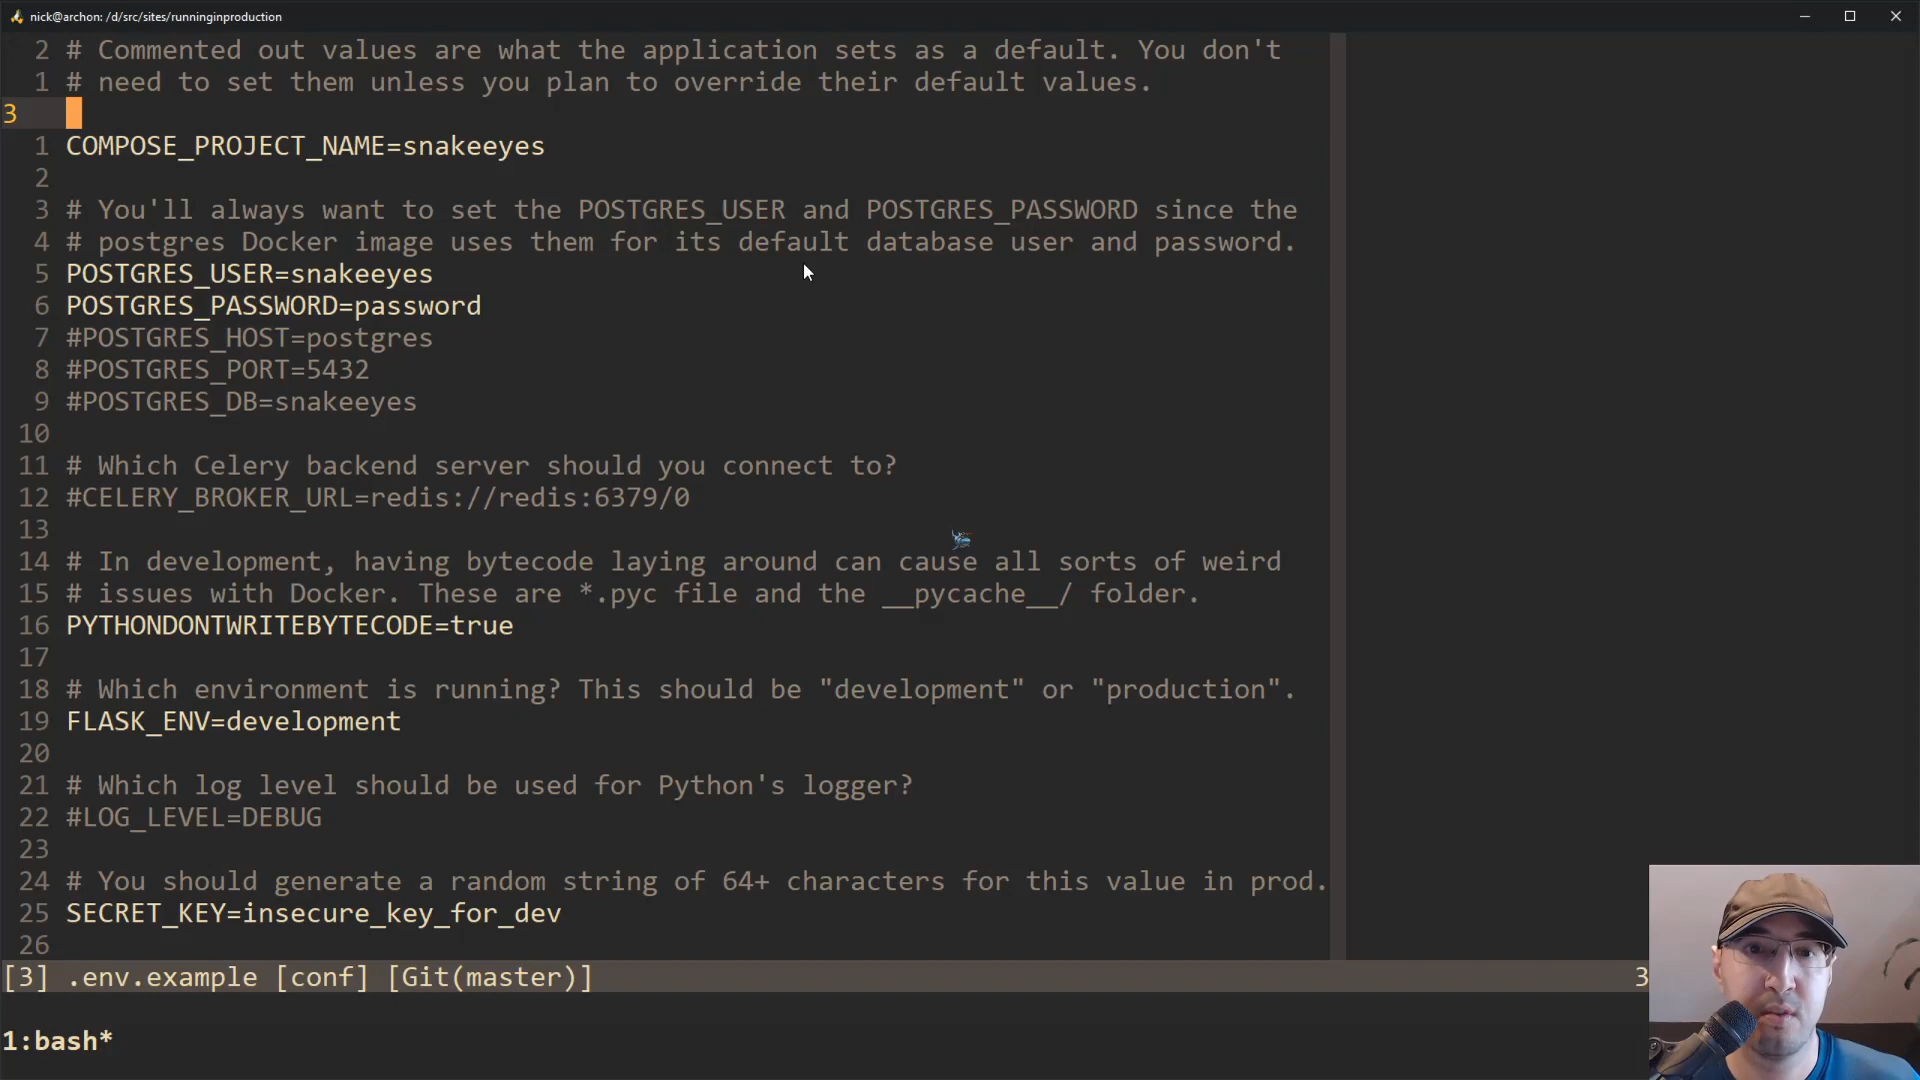 nick@archon: /d/src/sites/runninginproduction
2 # Commented out values are what the application sets as a default. You don't
1 # need to set them unless you plan to override their default values.
3
1 COMPOSE_PROJECT_NAME=snakeeyes
2
3 # You'll always want to set the POSTGRES_USER and POSTGRES_PASSWORD since the
4 # postgres Docker image uses them for its default database user and password.
5 POSTGRES_USER=snakeeyes
6 POSTGRES_PASSWORD=password
7 #POSTGRES_HOST=postgres
8 #POSTGRES_PORT=5432
9 #POSTGRES_DB=snakeeyes
10
11 # Which Celery backend server should you connect to?
12 #CELERY_BROKER_URL=redis://redis:6379/0
13
14 # In development, having bytecode laying around can cause all sorts of weird
15 # issues with Docker. These are *.pyc file and the __pycache__/ folder.
16 PYTHONDONTWRITEBYTECODE=true
17
18 # Which environment is running? This should be "development" or "production".
19 FLASK_ENV=development
20
21 # Which log level should be used for Python's logger?
22 #LOG_LEVEL=DEBUG
23
24 # You should generate a random string of 64+ characters for this value in prod.
25 SECRET_KEY=insecure_key_for_dev
26
[3] .env.example [conf] [Git(master)] 3
1:bash*